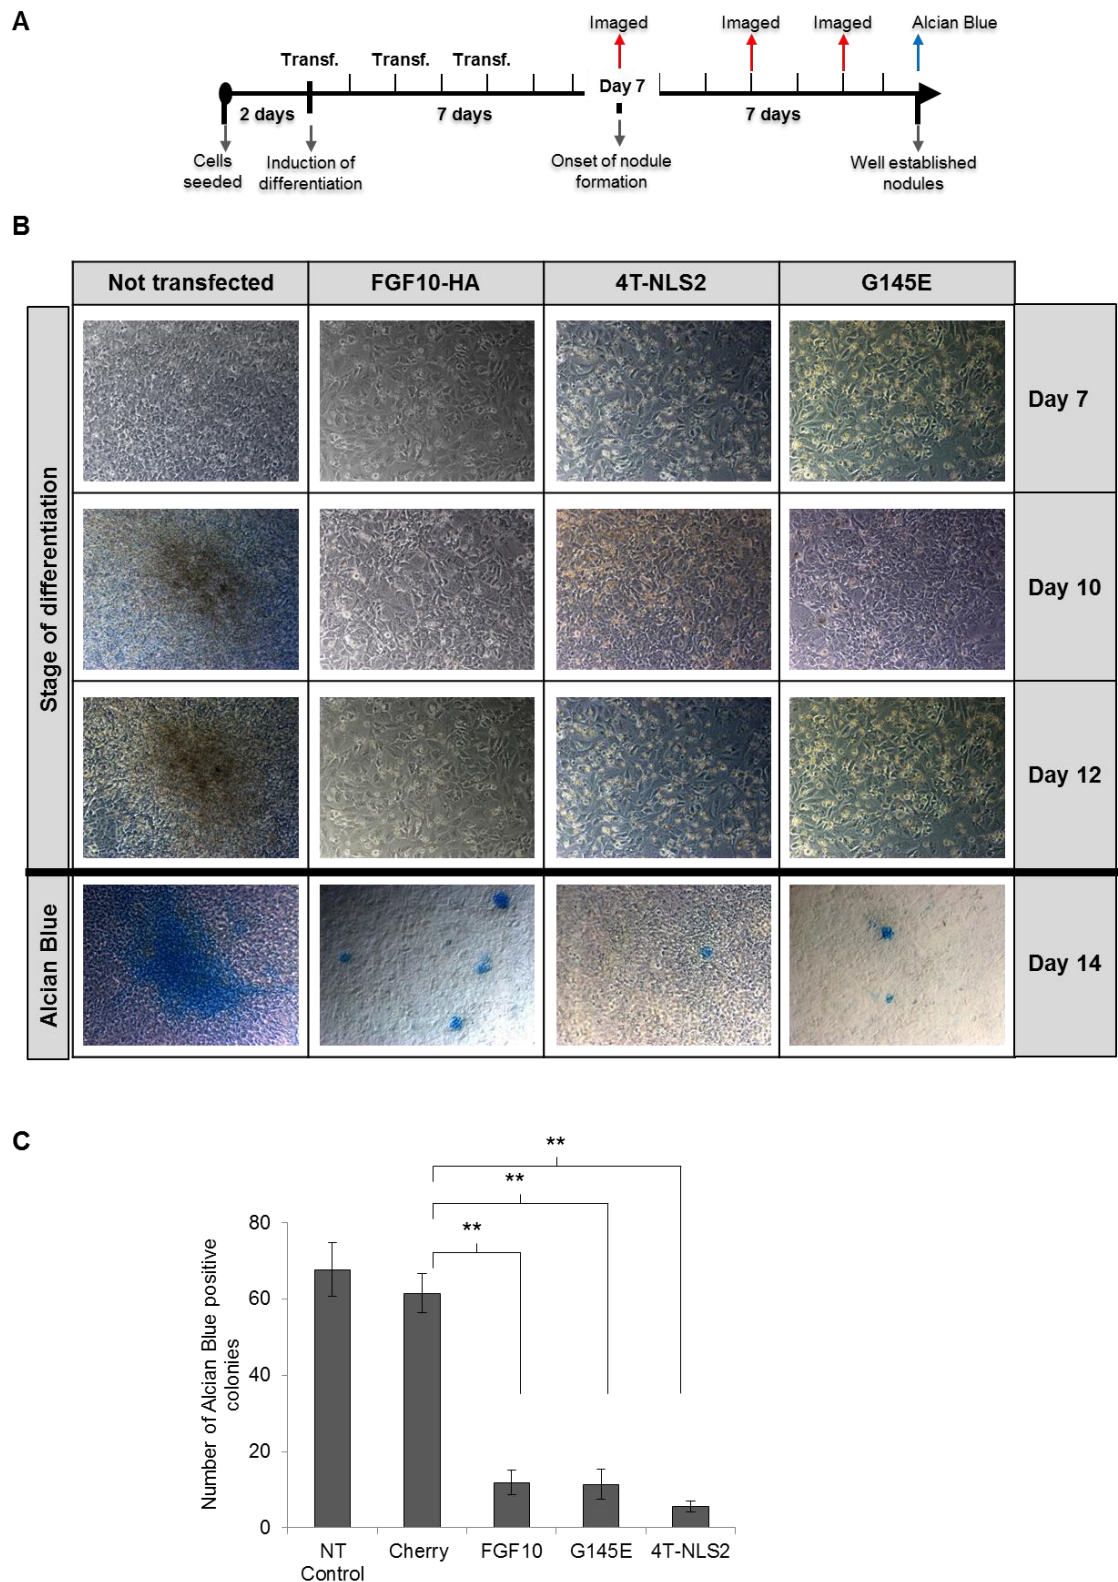 A
Imaged Imaged Imaged Alcian Blue
Transf. Transf. Transf.
Day 7
2 days 7 days 7 days
Cells
seeded
Induction of
differentiation
Onset of nodule
formation
Well established
nodules
B
Not transfected FGF10-HA 4T-NLS2 G145E
Stage of differentiation
Day 7
Day 10
Day 12
Alcian Blue
Day 14
C
**
**
**
Number of Alcian Blue positive
colonies
80
60
40
20
0
NT
Control
Cherry
FGF10
G145E
4T-NLS2